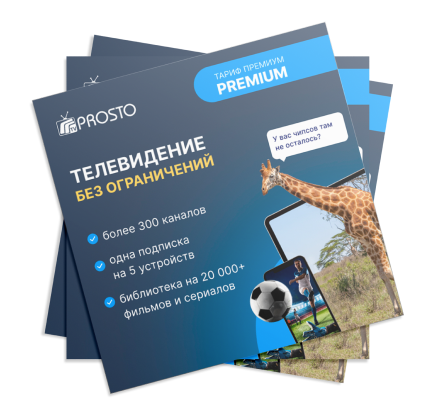 ТАРИФ ПРЕМИУМ
PREMIUM
PROSTO
У вас чипсов там
не осталось?
ТЕЛЕВИДЕНИЕ
БЕЗ ОГРАНИЧЕНИЙ
более 300 каналов
одна подписка
на 5 устройств
библиотека на 20 000+
фильмов и сериалов